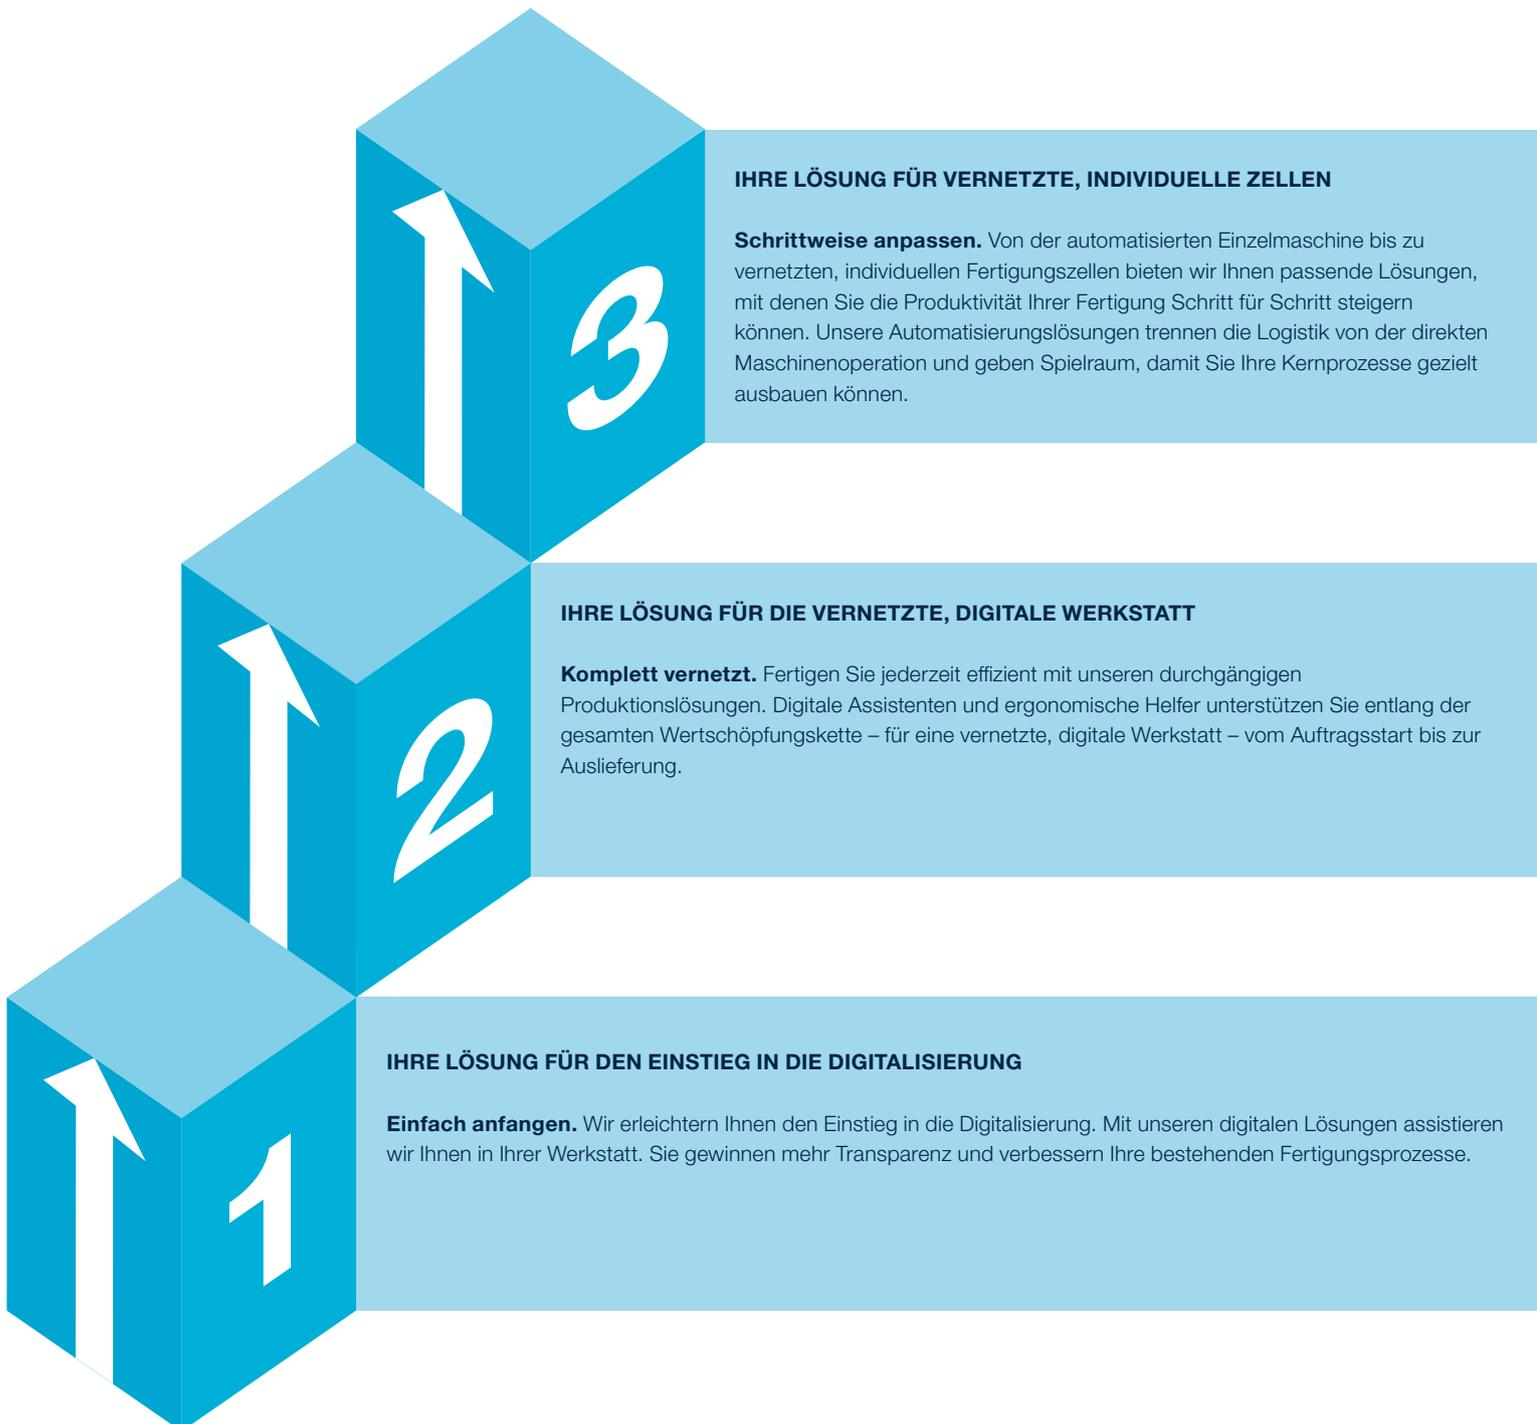 3
IHRE LÖSUNG FÜR VERNETZTE, INDIVIDUELLE ZELLEN
Schrittweise anpassen. Von der automatisierten Einzelmaschine bis zu
vernetzten, individuellen Fertigungszellen bieten wir Ihnen passende Lösungen,
mit denen Sie die Produktivität Ihrer Fertigung Schritt für Schritt steigern
können. Unsere Automatisierungslösungen trennen die Logistik von der direkten
Maschinenoperation und geben Spielraum, damit Sie Ihre Kernprozesse gezielt
ausbauen können.
2
IHRE LÖSUNG FÜR DIE VERNETZTE, DIGITALE WERKSTATT
Komplett vernetzt. Fertigen Sie jederzeit effizient mit unseren durchgängigen
Produktionslösungen. Digitale Assistenten und ergonomische Helfer unterstützen Sie entlang der
gesamten Wertschöpfungskette – für eine vernetzte, digitale Werkstatt – vom Auftragsstart bis zur
Auslieferung.
1
IHRE LÖSUNG FÜR DEN EINSTIEG IN DIE DIGITALISIERUNG
Einfach anfangen. Wir erleichtern Ihnen den Einstieg in die Digitalisierung. Mit unseren digitalen Lösungen assistieren
wir Ihnen in Ihrer Werkstatt. Sie gewinnen mehr Transparenz und verbessern Ihre bestehenden Fertigungsprozesse.